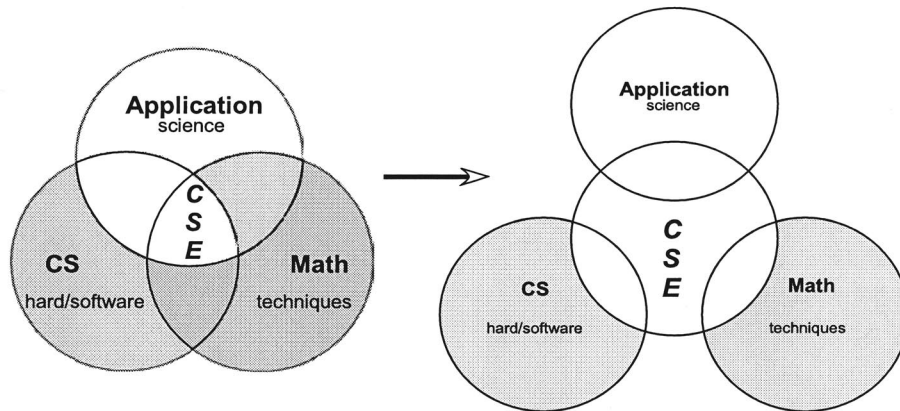 Application
science
C
S
E
CS
hard/software
Math
techniques
Application
science
C
S
E
CS
hard/software
Math
techniques